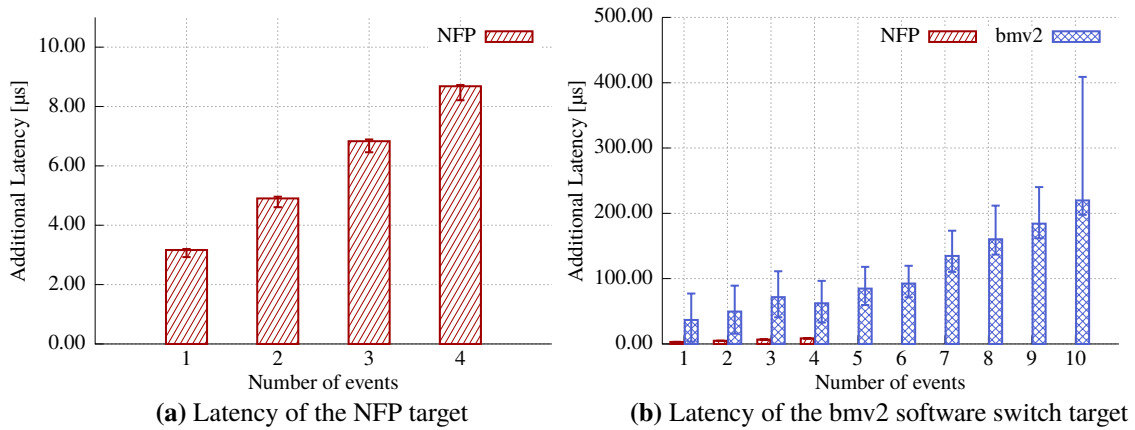 NFP
10.00
8.00
6.00
4.00
2.00
0.00
Additional Latency [µs]
1 2 3 4
Number of events
(a) Latency of the NFP target
NFP bmv2
500.00
400.00
300.00
200.00
100.00
0.00
Additional Latency [µs]
1 2 3 4 5 6 7 8 9 10
Number of events
(b) Latency of the bmv2 software switch target